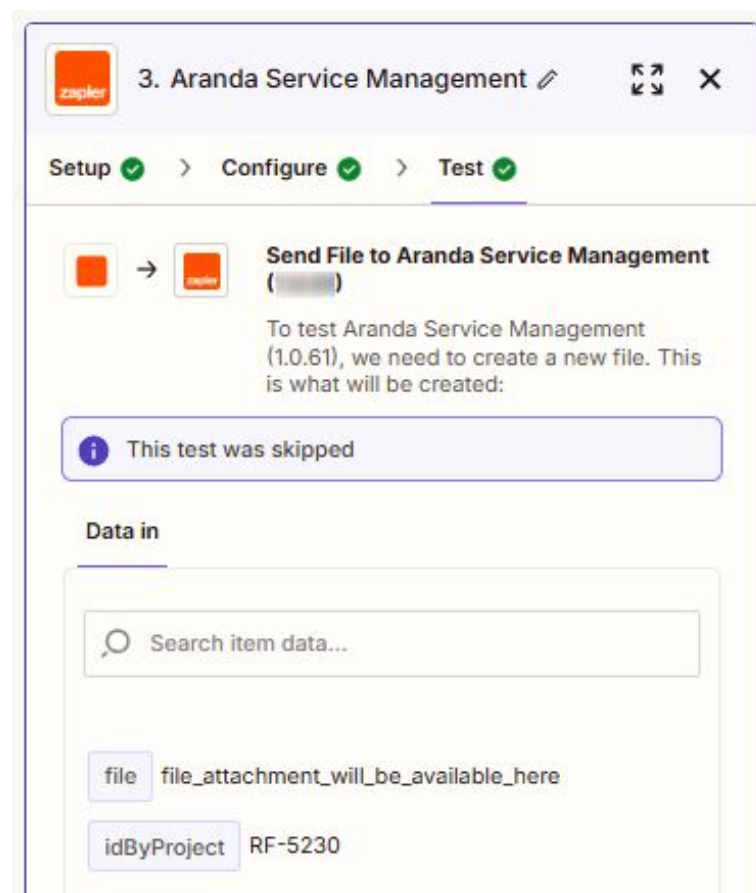 zapier
3. Aranda Service Management
Setup > Configure > Test
zapier
Send File to Aranda Service Management
( )
To test Aranda Service Management
(1.0.61), we need to create a new file. This
is what will be created:
This test was skipped
Data in
Search item data...
file file_attachment_will_be_available_here
idByProject RF-5230